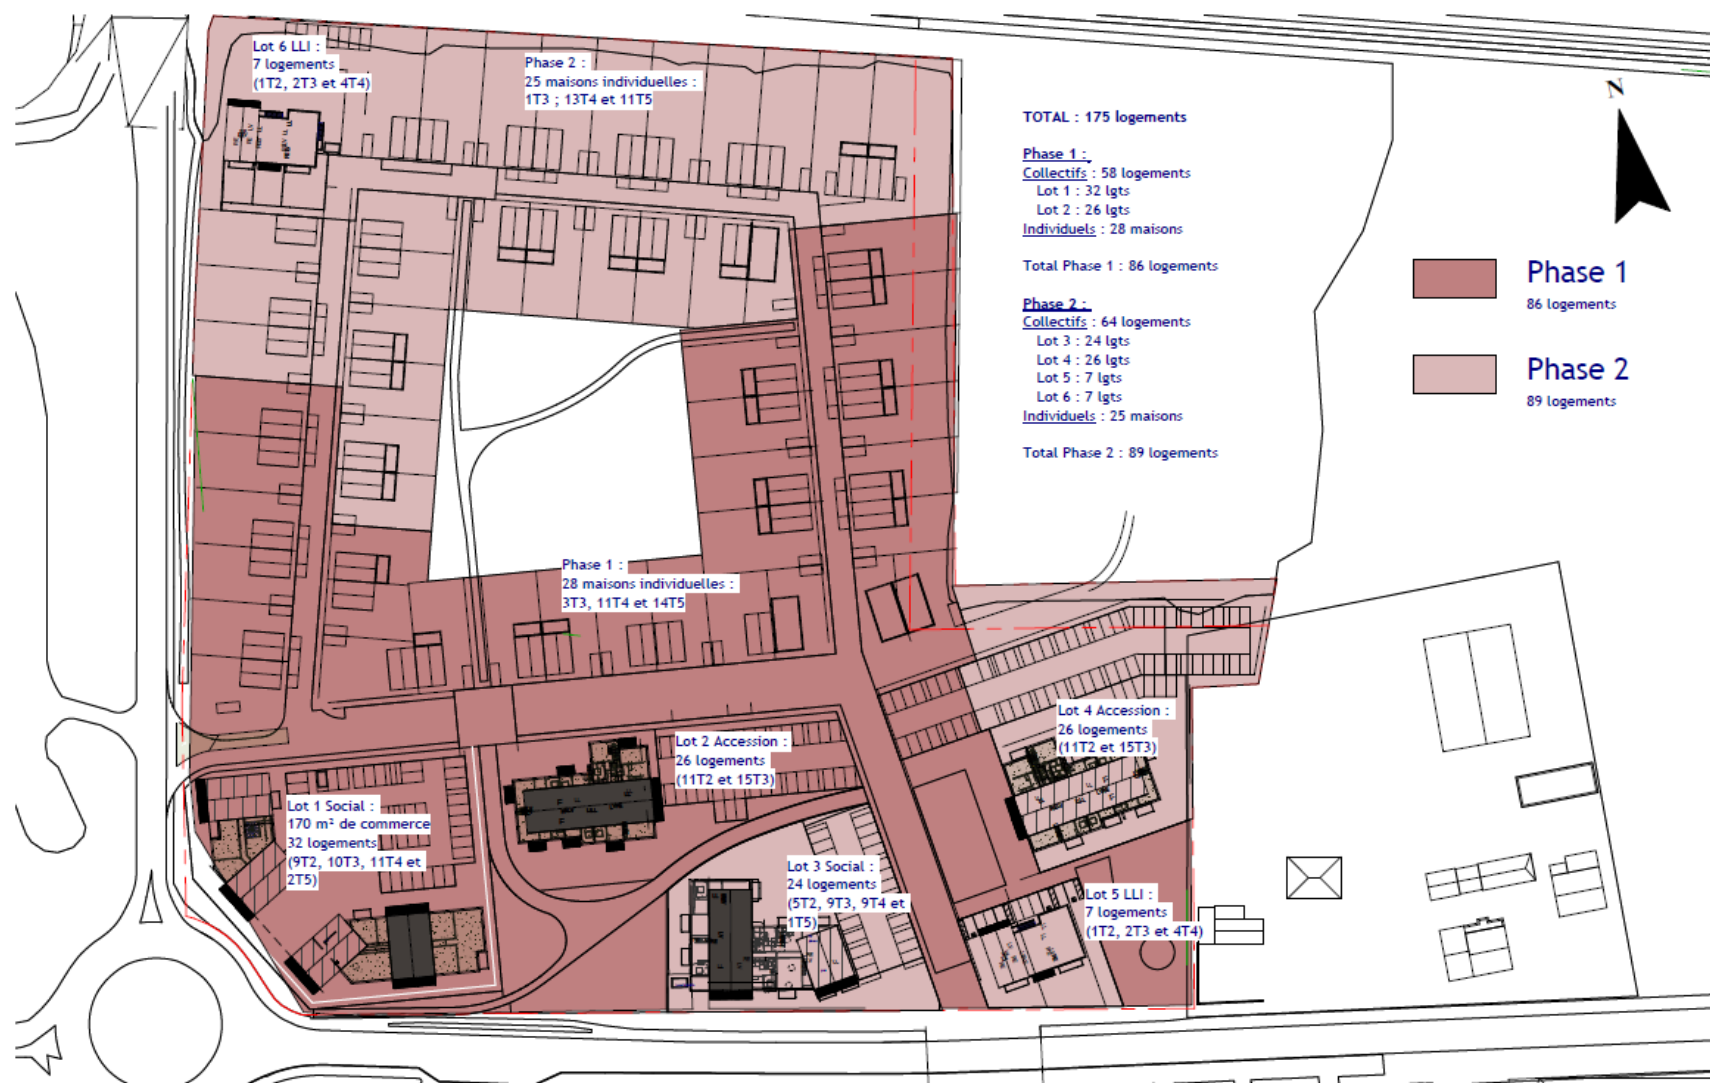 Lot 6 LLI :
7 logements
(1T2, 2T3 et 4T4)
Phase 2 :
25 maisons individuelles :
1T3 ; 13T4 et 11T5
TOTAL : 175 logements
Phase 1 :
Collectifs : 58 logements
Lot 1 : 32 lgts
Lot 2 : 26 lgts
Individuels : 28 maisons
Total Phase 1 : 86 logements
Phase 2 :
Collectifs : 64 logements
Lot 3 : 24 lgts
Lot 4 : 26 lgts
Lot 5 : 7 lgts
Lot 6 : 7 lgts
Individuels : 25 maisons
Total Phase 2 : 89 logements
N
Phase 1
86 logements
Phase 2
89 logements
Phase 1 :
28 maisons individuelles :
3T3, 11T4 et 14T5
Lot 4 Accession :
26 logements
(11T2 et 15T3)
Lot 2 Accession :
26 logements
(11T2 et 15T3)
Lot 1 Social :
170 m² de commerce
32 logements
(9T2, 10T3, 11T4 et
2T5)
Lot 3 Social :
24 logements
(5T2, 9T3, 9T4 et
1T5)
Lot 5 LLI :
7 logements
(1T2, 2T3 et 4T4)